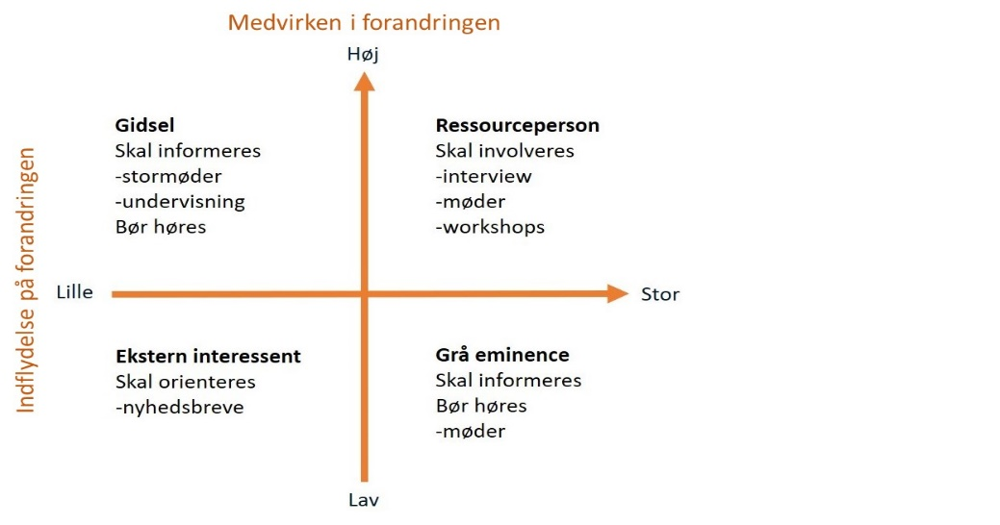 Medvirken i forandringen
Høj
Gidsel
Skal informeres
-stormøder
-undervisning
Bør høres
Ressourceperson
Skal involveres
-interview
-møder
-workshops
Indflydelse på forandringen
Lille
Stor
Ekstern interessent
Skal orienteres
-nyhedsbreve
Grå eminence
Skal informeres
Bør høres
-møder
Lav